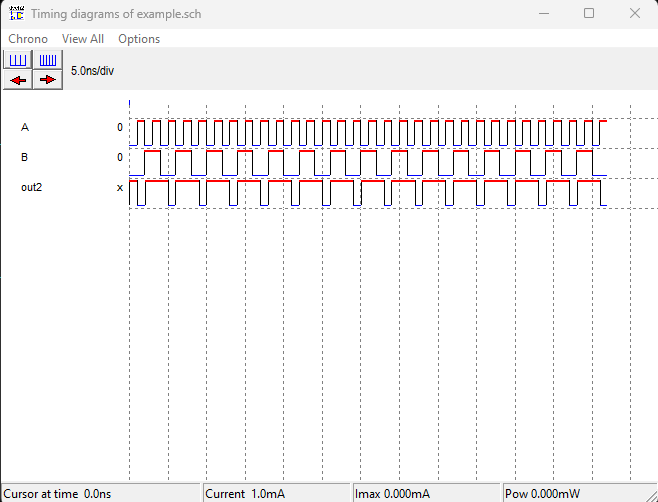 Timing diagrams of example.sch
Chrono View All Options
5.0ns/div
A 0
B 0
out2 x
Cursor at time 0.0ns Current 1.0mA Imax 0.000mA Pow 0.000mW